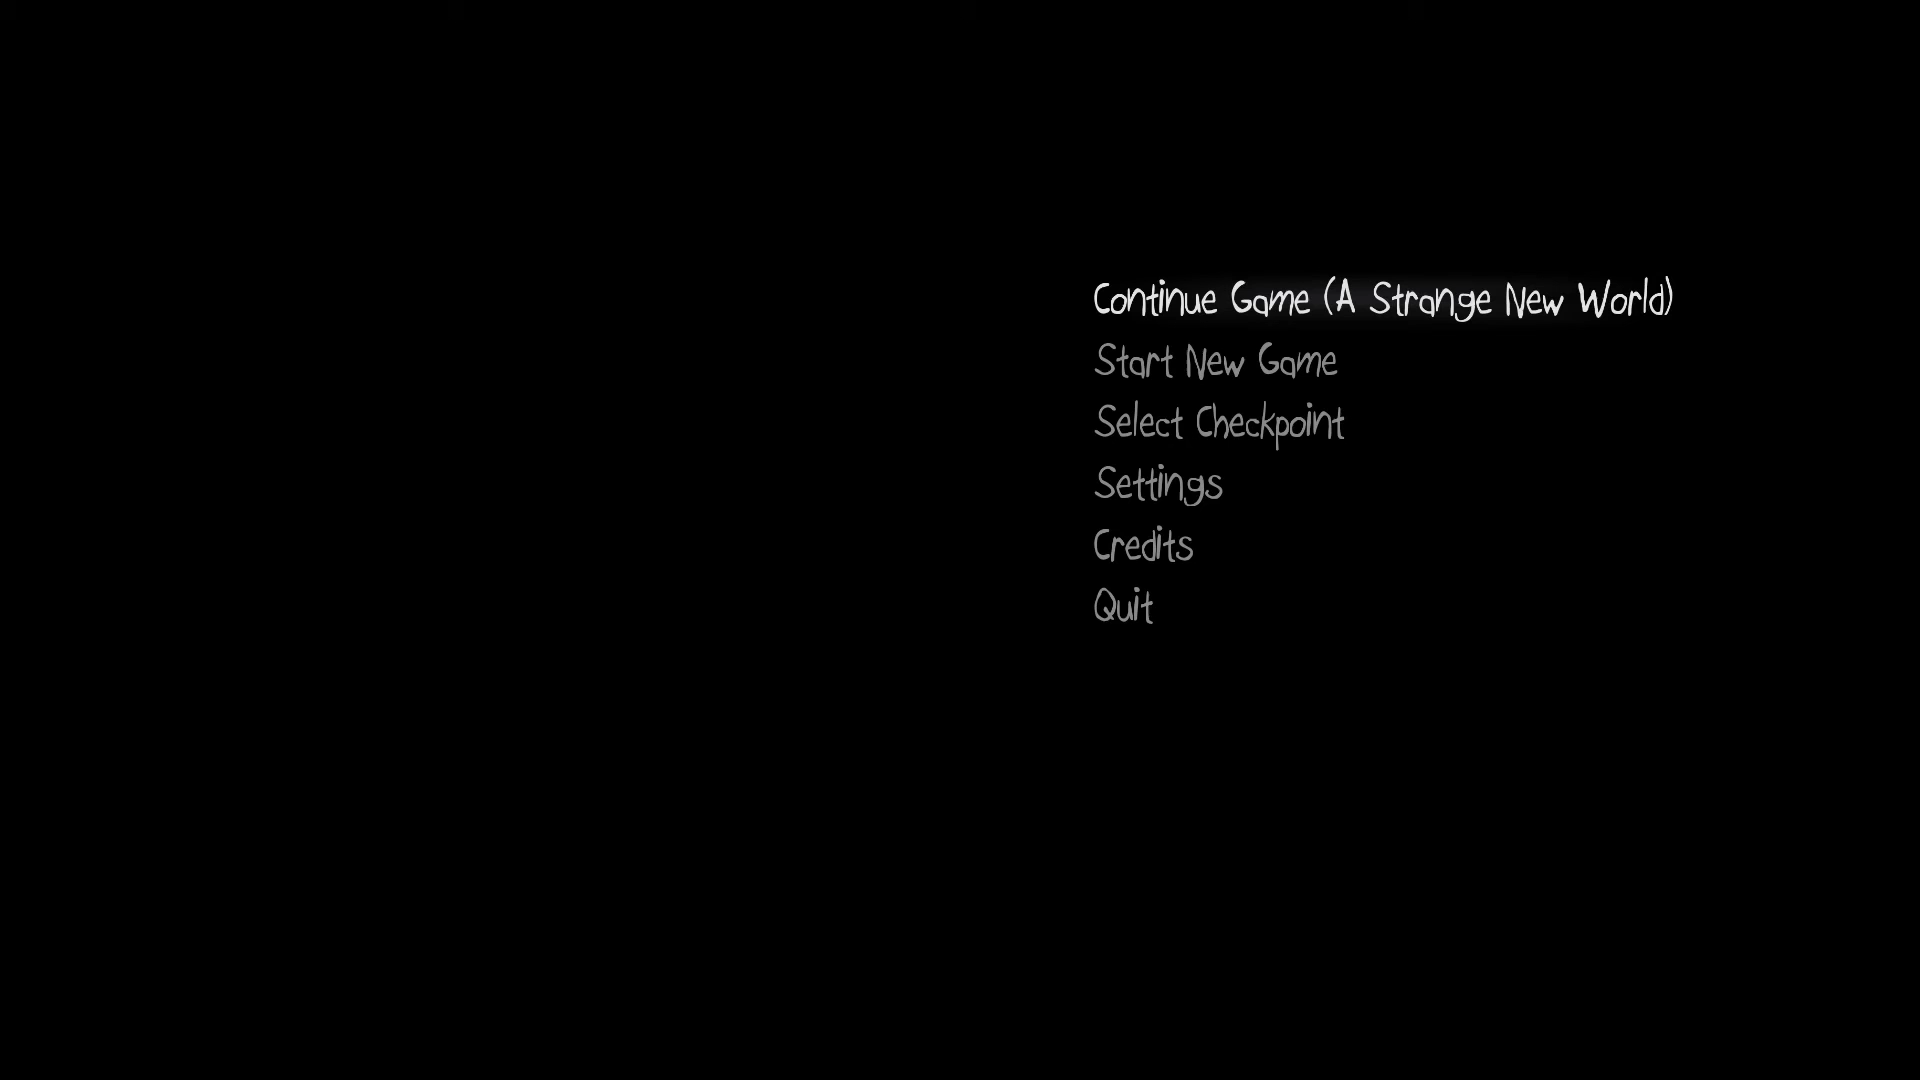 Continue Game (A Strange New World)
Start New Game
Select Checkpoint
Settings
Credits
Quit